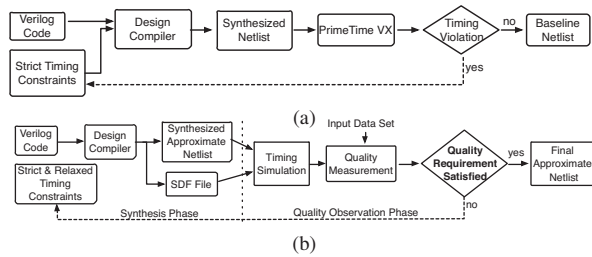 Verilog
Code
Design
Compiler
Synthesized
Netlist
PrimeTime VX
Timing
Violation
no
Baseline
Netlist
Strict Timing
Constraints
yes
(a)
Verilog
Code
Design
Compiler
Synthesized
Approximate
Netlist
SDF File
Strict & Relaxed
Timing
Constraints
Synthesis Phase
Timing
Simulation
Input Data Set
Quality
Measurement
Quality
Requirement
Satisfied
yes
Final
Approximate
Netlist
no
Quality Observation Phase
(b)